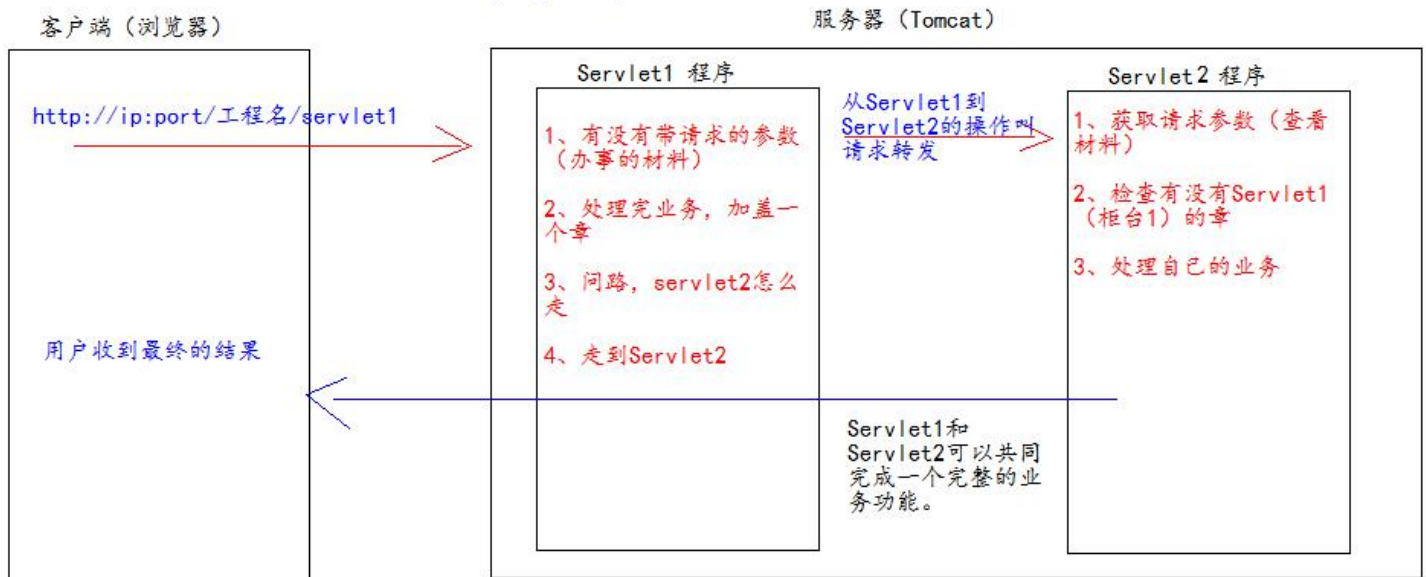 客户端（浏览器）
服务器（Tomcat）
http://ip:port/工程名/servlet1
用户收到最终的结果
Servlet1 程序
1、有没有带请求的参数
（办事的材料）
2、处理完业务，加盖一
个章
3、问路，servlet2怎么
走
4、走到Servlet2
从Servlet1到
Servlet2的操作叫
请求转发
Servlet1和
Servlet2可以共同
完成一个完整的业
务功能。
Servlet2 程序
1、获取请求参数（查看
材料）
2、检查有没有Servlet1
（柜台1）的章
3、处理自己的业务